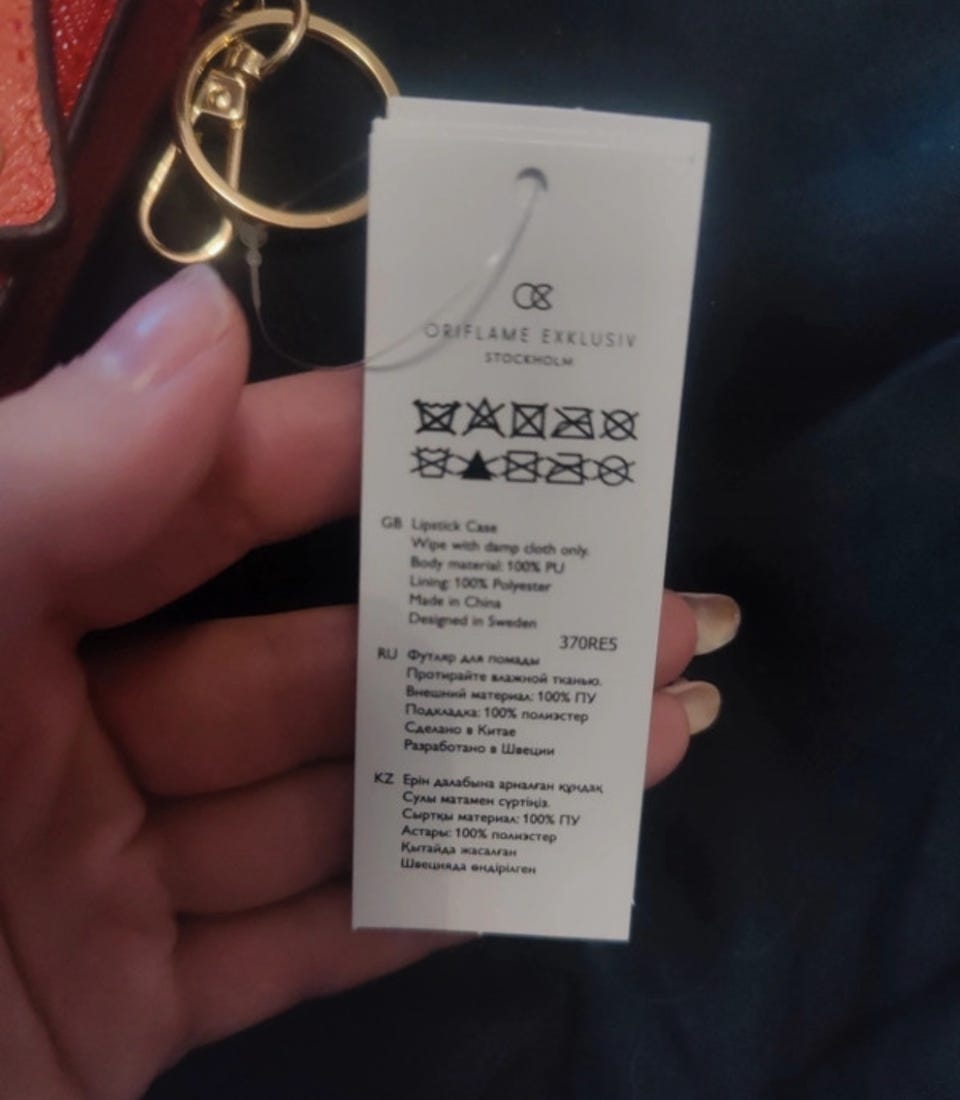 ORIFLAME EXKLUSIV
STOCKHOLM
GB Lipstick Case
Wipe with damp cloth only.
Body material: 100% PU
Lining: 100% Polyester
Made in China
Designed in Sweden
370RE5
RU Футляр для помады
Протирайте влажной тканью.
Внешний материал: 100% ПУ
Подкладка: 100% полиэстер
Сделано в Китае
Разработано в Швеции
KZ Ерін далабына арналған құндақ
Сулы матамен сүртіңіз.
Сыртқы материал: 100% ПУ
Астары: 100% полиэстер
Қытайда жасалған
Швецияда өндірілген